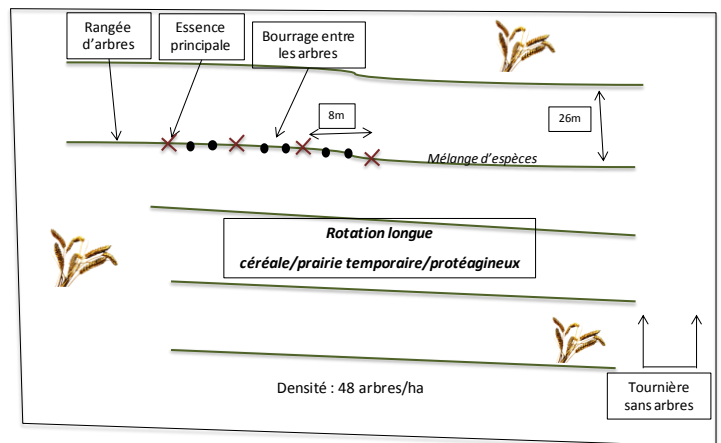 Rangée
d'arbres
Essence
principale
Bourrage entre
les arbres
8m
26m
Mélange d'espèces
Rotation longue
céréale/prairie temporaire/protéagineux
Densité : 48 arbres/ha
Tournière
sans arbres